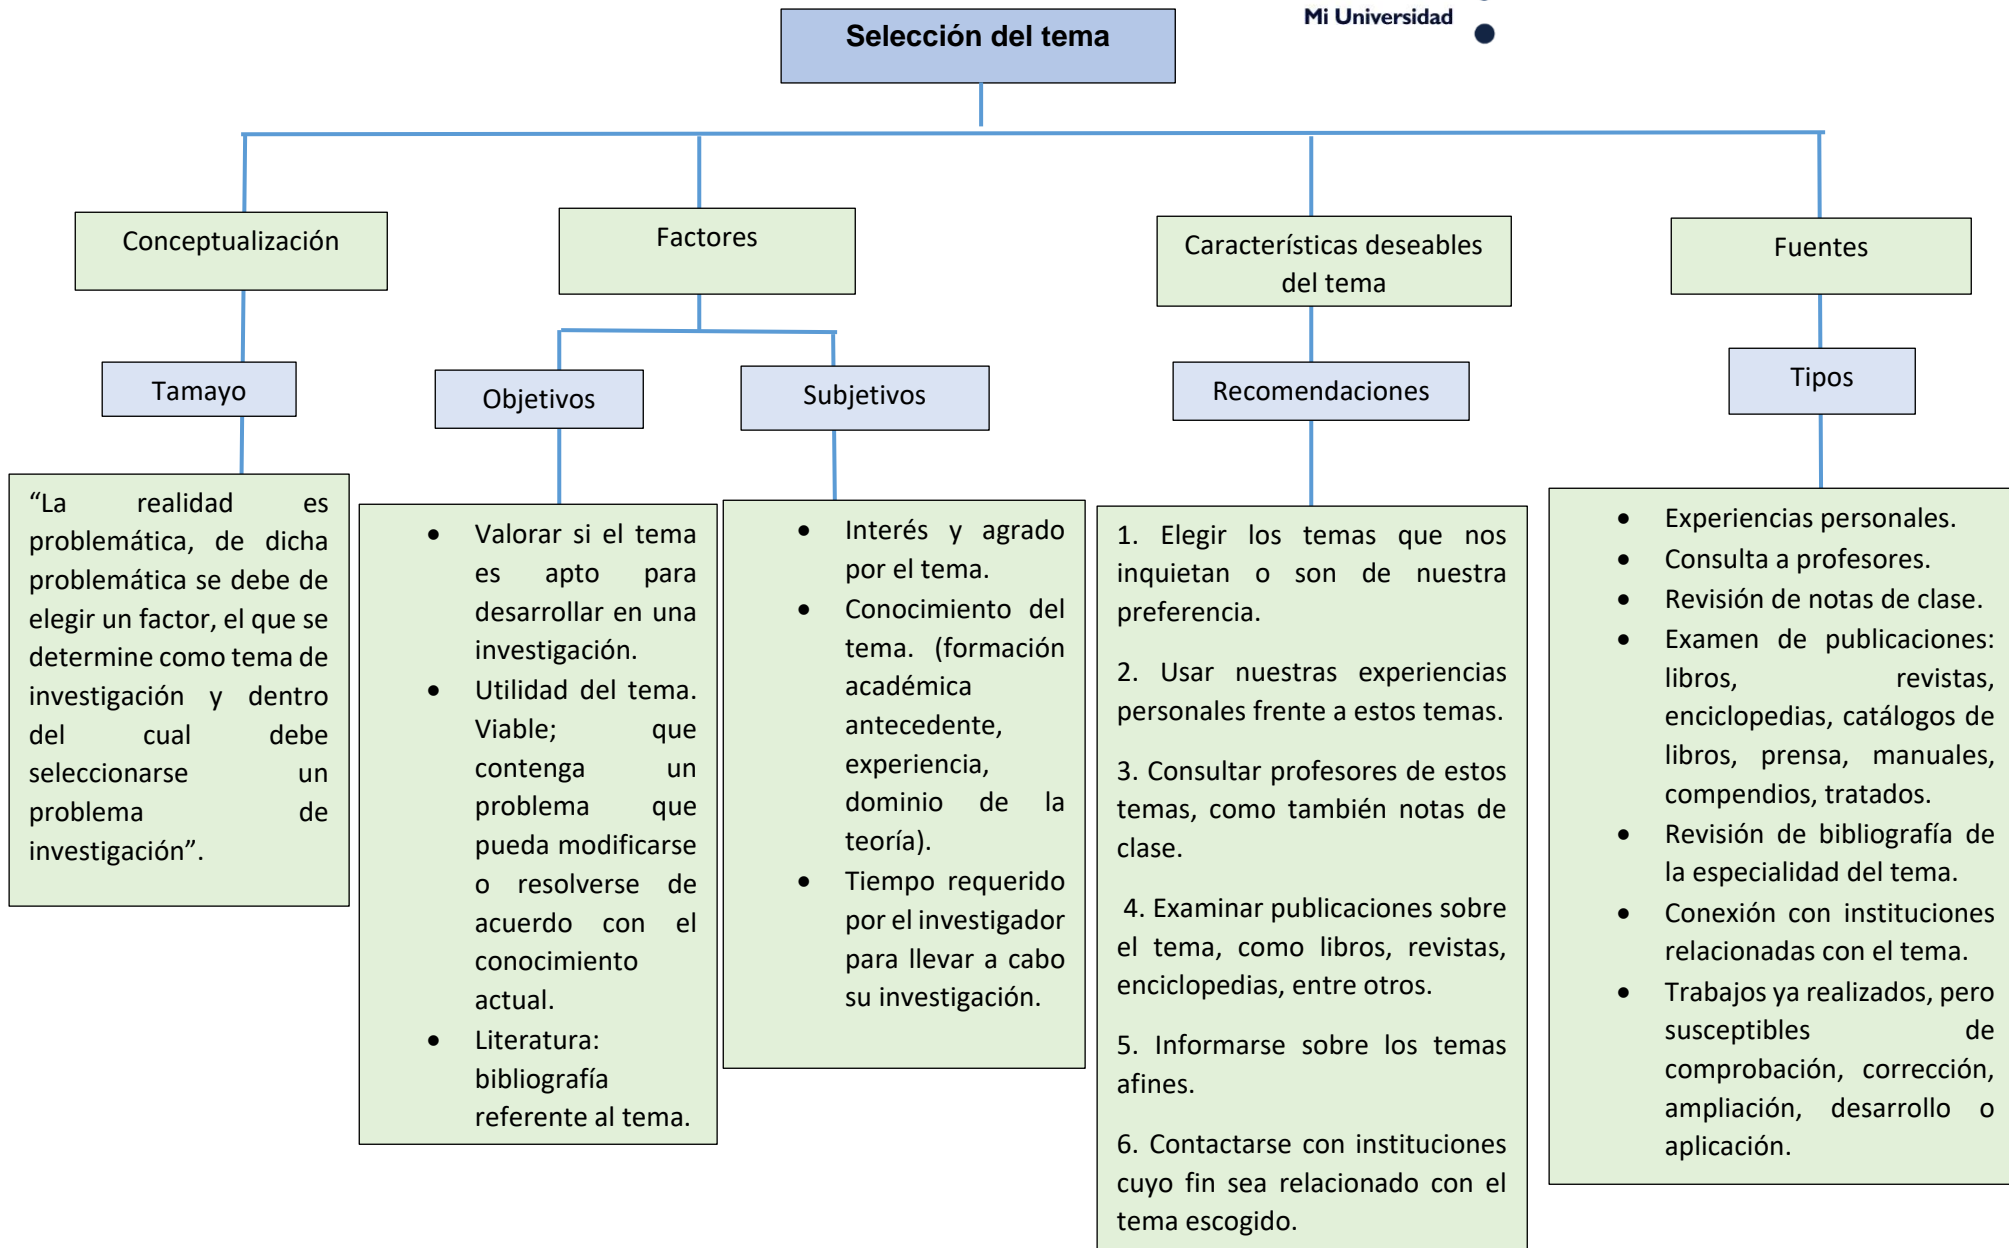 Mi Universidad
Selección del tema
Conceptualización
Factores
Características deseables
del tema
Fuentes
Tamayo
Objetivos
Subjetivos
Recomendaciones
Tipos
“La realidad es
problemática, de dicha
problemática se debe de
elegir un factor, el que se
determine como tema de
investigación y dentro
del cual debe
seleccionarse un
problema de
investigación”.
• Valorar si el tema
es apto para
desarrollar en una
investigación.
• Utilidad del tema.
Viable; que
contenga un
problema que
pueda modificarse
o resolverse de
acuerdo con el
conocimiento
actual.
• Literatura:
bibliografía
referente al tema.
• Interés y agrado
por el tema.
• Conocimiento del
tema. (formación
académica
antecedente,
experiencia,
dominio de la
teoría).
• Tiempo requerido
por el investigador
para llevar a cabo
su investigación.
1. Elegir los temas que nos
inquietan o son de nuestra
preferencia.
2. Usar nuestras experiencias
personales frente a estos temas.
3. Consultar profesores de estos
temas, como también notas de
clase.
4. Examinar publicaciones sobre
el tema, como libros, revistas,
enciclopedias, entre otros.
5. Informarse sobre los temas
afines.
6. Contactarse con instituciones
cuyo fin sea relacionado con el
tema escogido.
• Experiencias personales.
• Consulta a profesores.
• Revisión de notas de clase.
• Examen de publicaciones:
libros, revistas,
enciclopedias, catálogos de
libros, prensa, manuales,
compendios, tratados.
• Revisión de bibliografía de
la especialidad del tema.
• Conexión con instituciones
relacionadas con el tema.
• Trabajos ya realizados, pero
susceptibles de
comprobación, corrección,
ampliación, desarrollo o
aplicación.